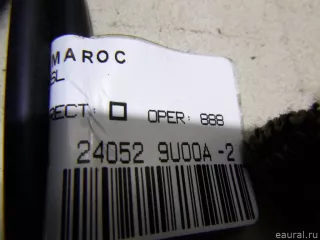 MAROC
SL
RECT: □ OPER: 888
24052 9U00A -2
eaural.ru